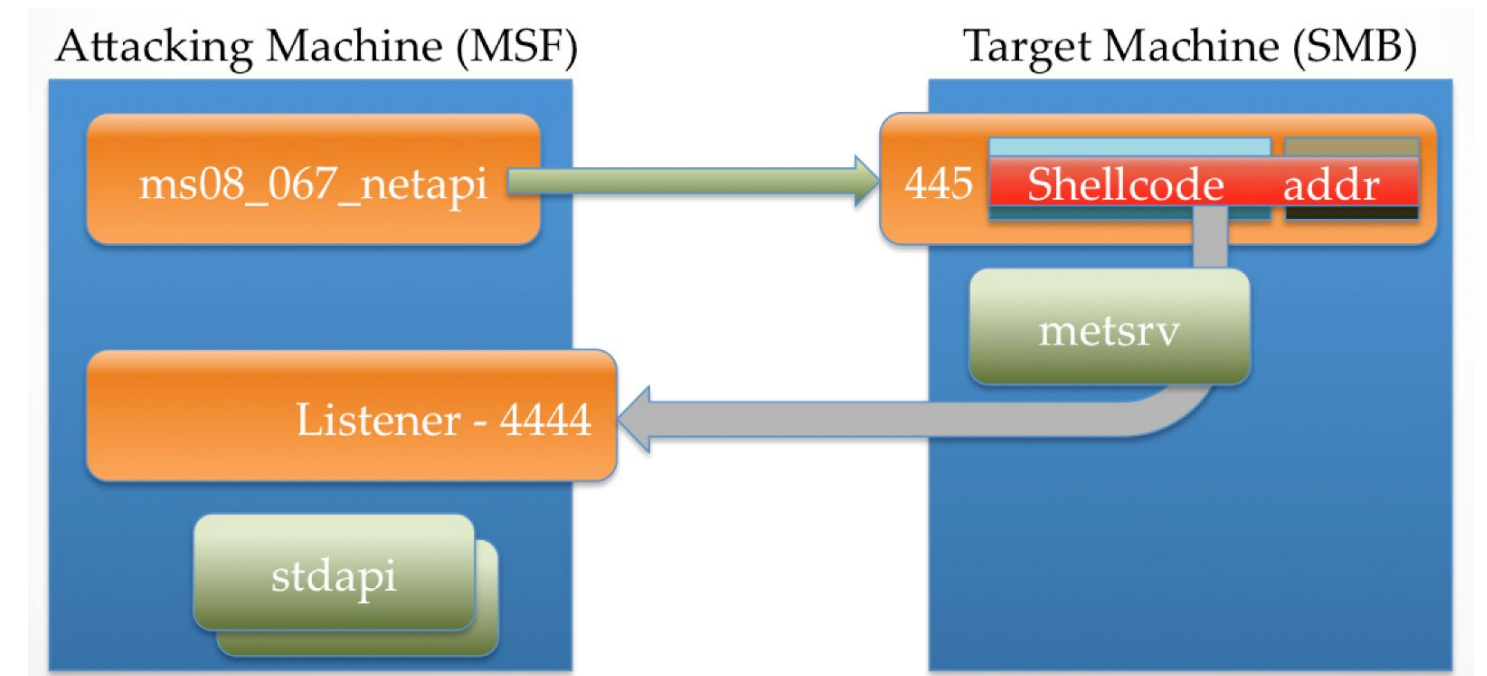 Attacking Machine (MSF)
Target Machine (SMB)
ms08_067_netapi
445 Shellcode addr
metsrv
Listener - 4444
stdapi